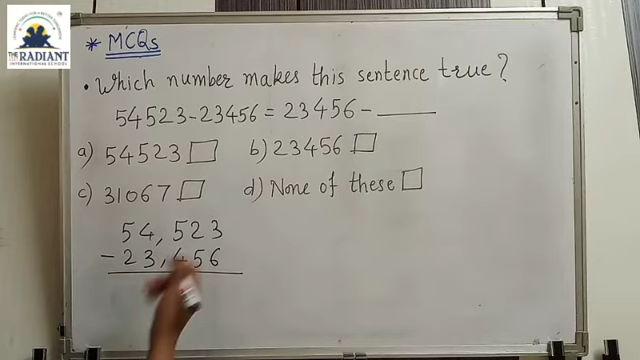 THE RADIANT
INTERNATIONAL SCHOOL
* MCQs
• Which number makes this sentence true?
54523-23456 = 23456- ______
a) 54523 □ b) 23456 □
c) 31067 □ d) None of these □
54,523
- 23,456